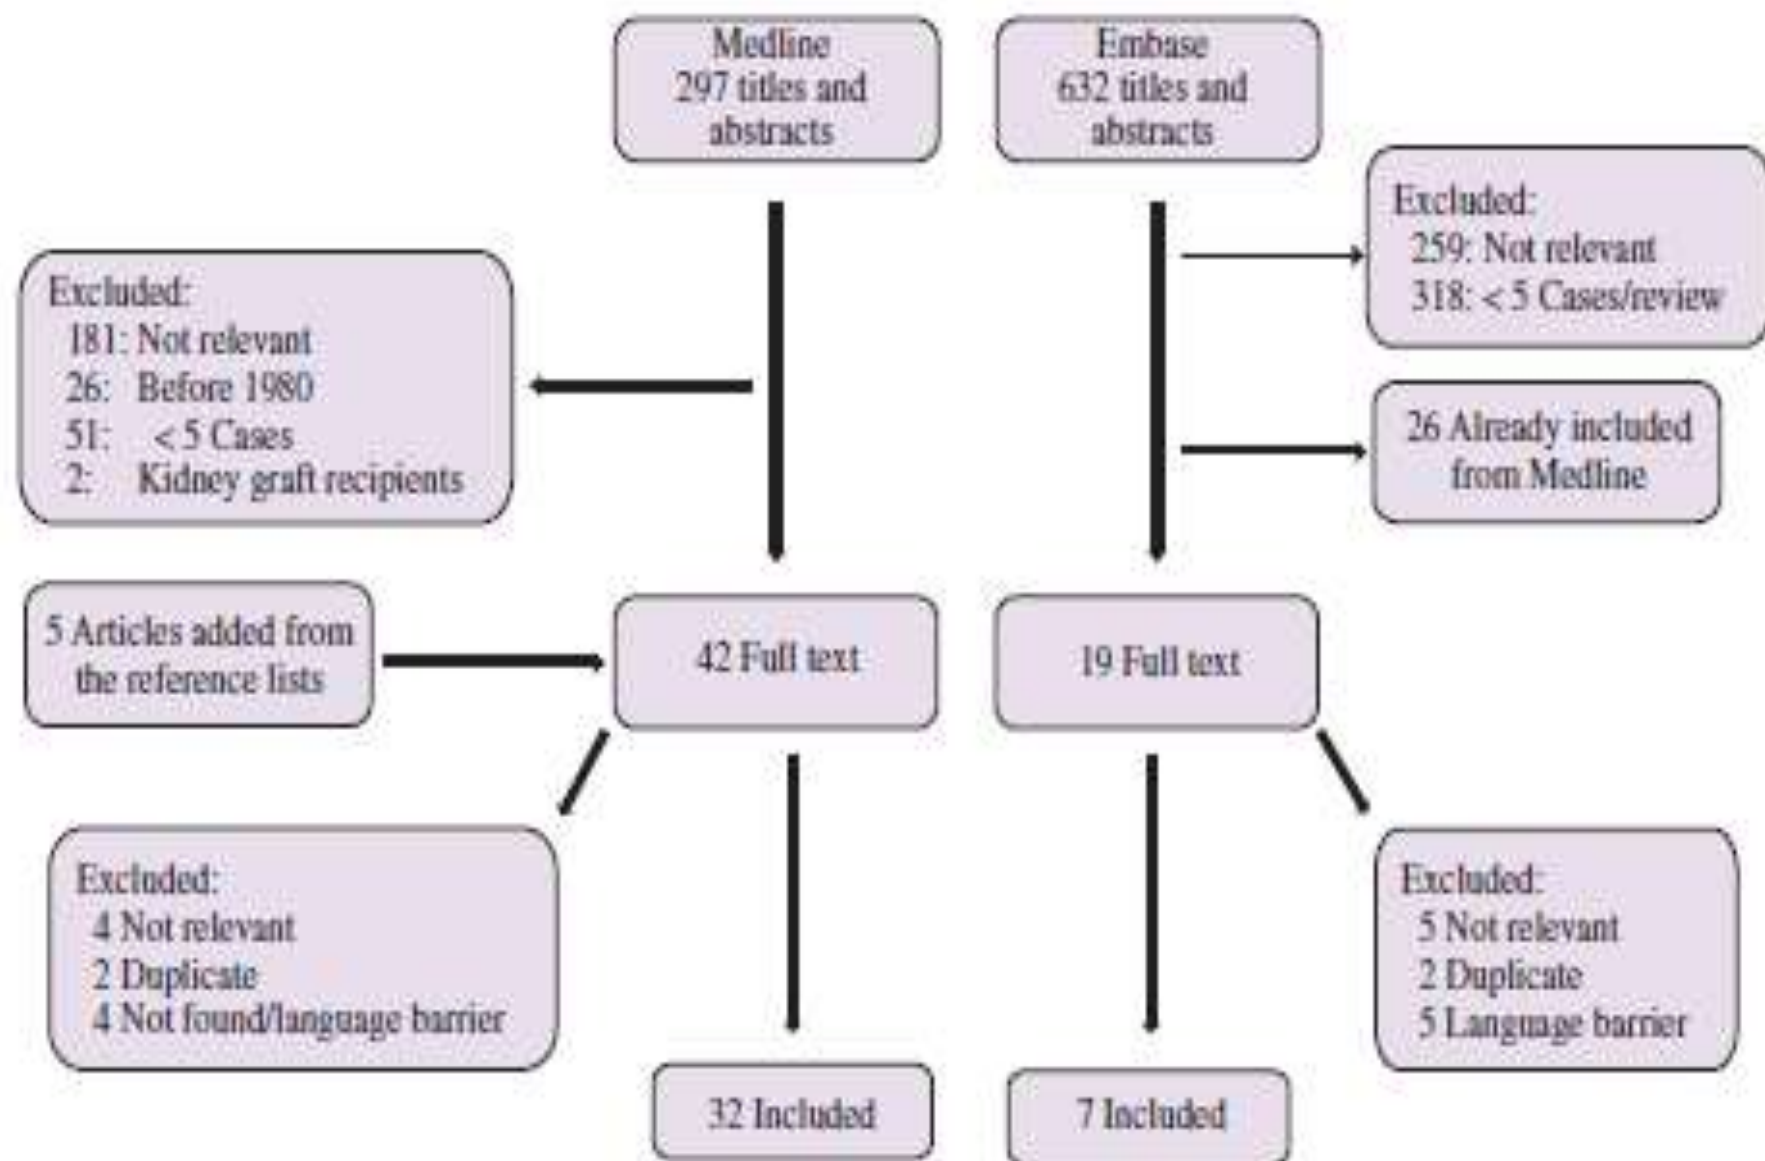 Medline
297 titles and
abstracts
Embase
632 titles and
abstracts
Excluded:
259: Not relevant
318: < 5 Cases/review
Excluded:
181: Not relevant
26: Before 1980
51: < 5 Cases
2: Kidney graft recipients
26 Already included
from Medline
5 Articles added from
the reference lists
42 Full text
19 Full text
Excluded:
4 Not relevant
2 Duplicate
4 Not found/language barrier
Excluded:
5 Not relevant
2 Duplicate
5 Language barrier
32 Included
7 Included